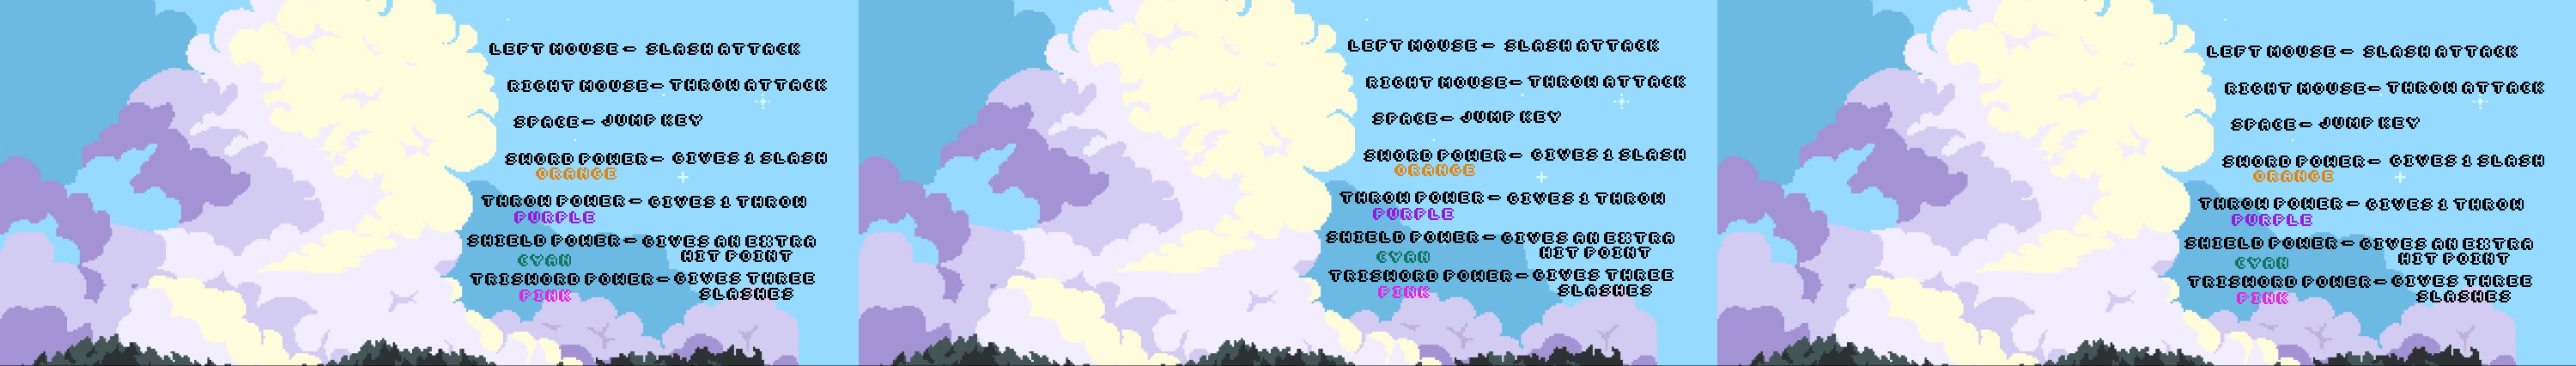 LEFT MOUSE - SLASH ATTACK
RIGHT MOUSE - THROW ATTACK
SPACE - JUMP KEY
SWORD POWER - GIVES 1 SLASH
ORANGE
THROW POWER - GIVES 1 THROW
PURPLE
SHIELD POWER - GIVES AN EXTRA
CYAN HIT POINT
TRISWORD POWER - GIVES THREE
PINK SLASHES
LEFT MOUSE - SLASH ATTACK
RIGHT MOUSE - THROW ATTACK
SPACE - JUMP KEY
SWORD POWER - GIVES 1 SLASH
ORANGE
THROW POWER - GIVES 1 THROW
PURPLE
SHIELD POWER - GIVES AN EXTRA
CYAN HIT POINT
TRISWORD POWER - GIVES THREE
PINK SLASHES
LEFT MOUSE - SLASH ATTACK
RIGHT MOUSE - THROW ATTACK
SPACE - JUMP KEY
SWORD POWER - GIVES 1 SLASH
ORANGE
THROW POWER - GIVES 1 THROW
PURPLE
SHIELD POWER - GIVES AN EXTRA
CYAN HIT POINT
TRISWORD POWER - GIVES THREE
PINK SLASHES